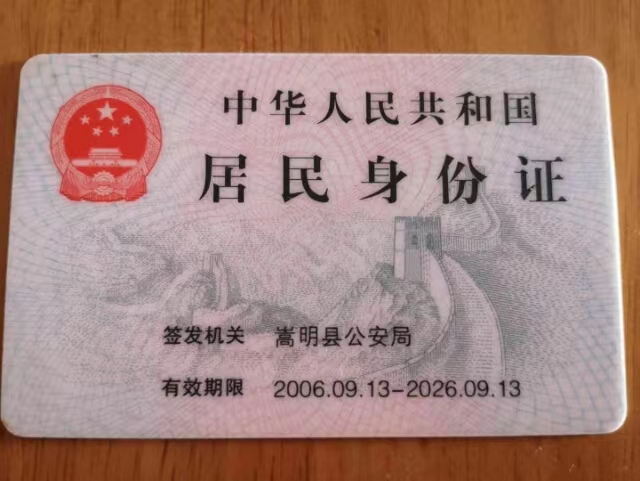 中华人民共和国
居民身份证
签发机关 嵩明县公安局
有效期限 2006.09.13-2026.09.13